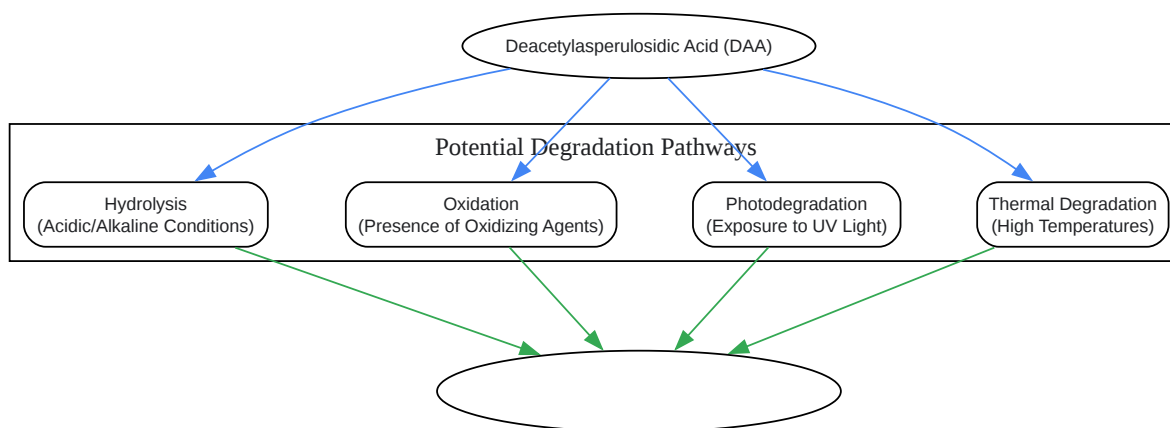 Deacetylasperulosidic Acid (DAA)
Potential Degradation Pathways
Hydrolysis
(Acidic/Alkaline Conditions)
Oxidation
(Presence of Oxidizing Agents)
Photodegradation
(Exposure to UV Light)
Thermal Degradation
(High Temperatures)